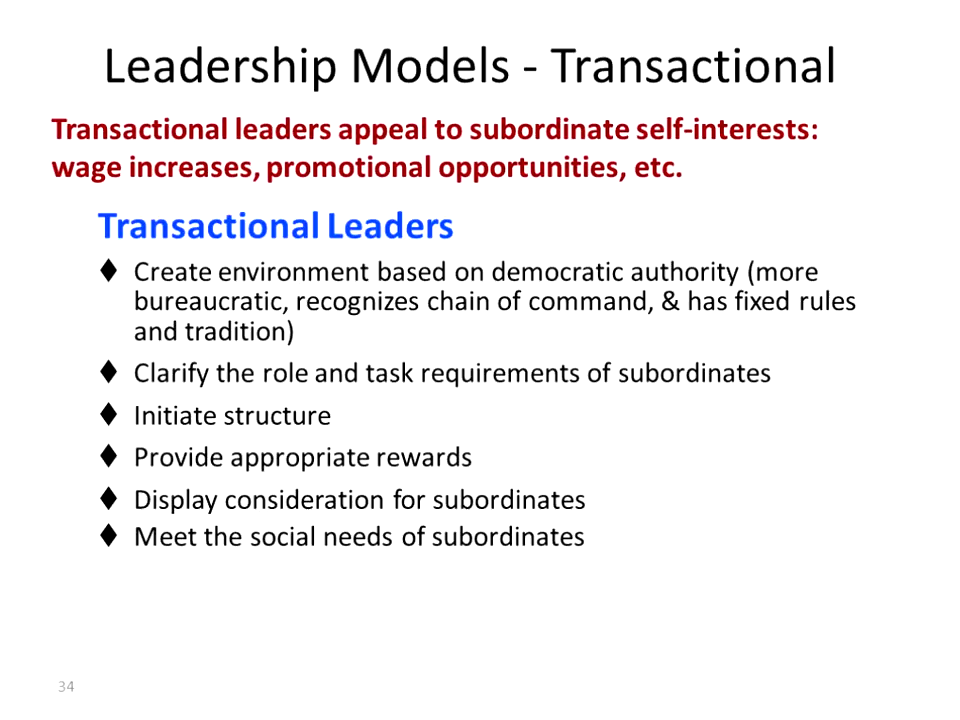 Leadership Models - Transactional
Transactional leaders appeal to subordinate self-interests:
wage increases, promotional opportunities, etc.
Transactional Leaders
♦ Create environment based on democratic authority (more
bureaucratic, recognizes chain of command, & has fixed rules
and tradition)
♦ Clarify the role and task requirements of subordinates
♦ Initiate structure
♦ Provide appropriate rewards
♦ Display consideration for subordinates
♦ Meet the social needs of subordinates
34